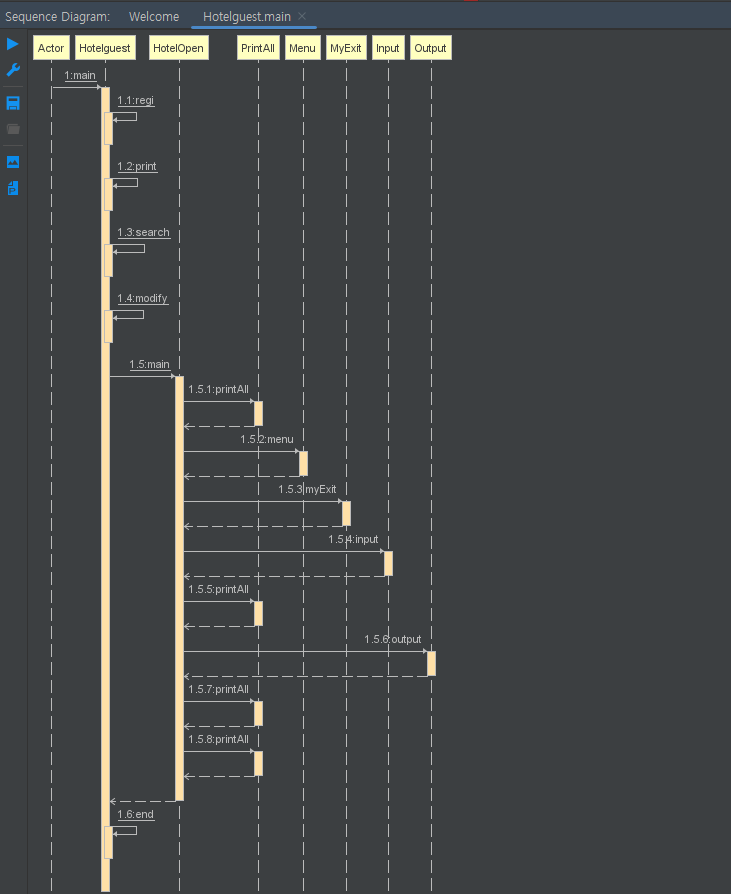 Sequence Diagram: Welcome Hotelguest.main
Actor Hotelguest HotelOpen PrintAll Menu MyExit Input Output
1:main
1.1:regi
1.2:print
1.3:search
1.4:modify
1.5:main
1.5.1:printAll
1.5.2:menu
1.5.3:myExit
1.5.4:input
1.5.5:printAll
1.5.6:output
1.5.7:printAll
1.5.8:printAll
1.6:end